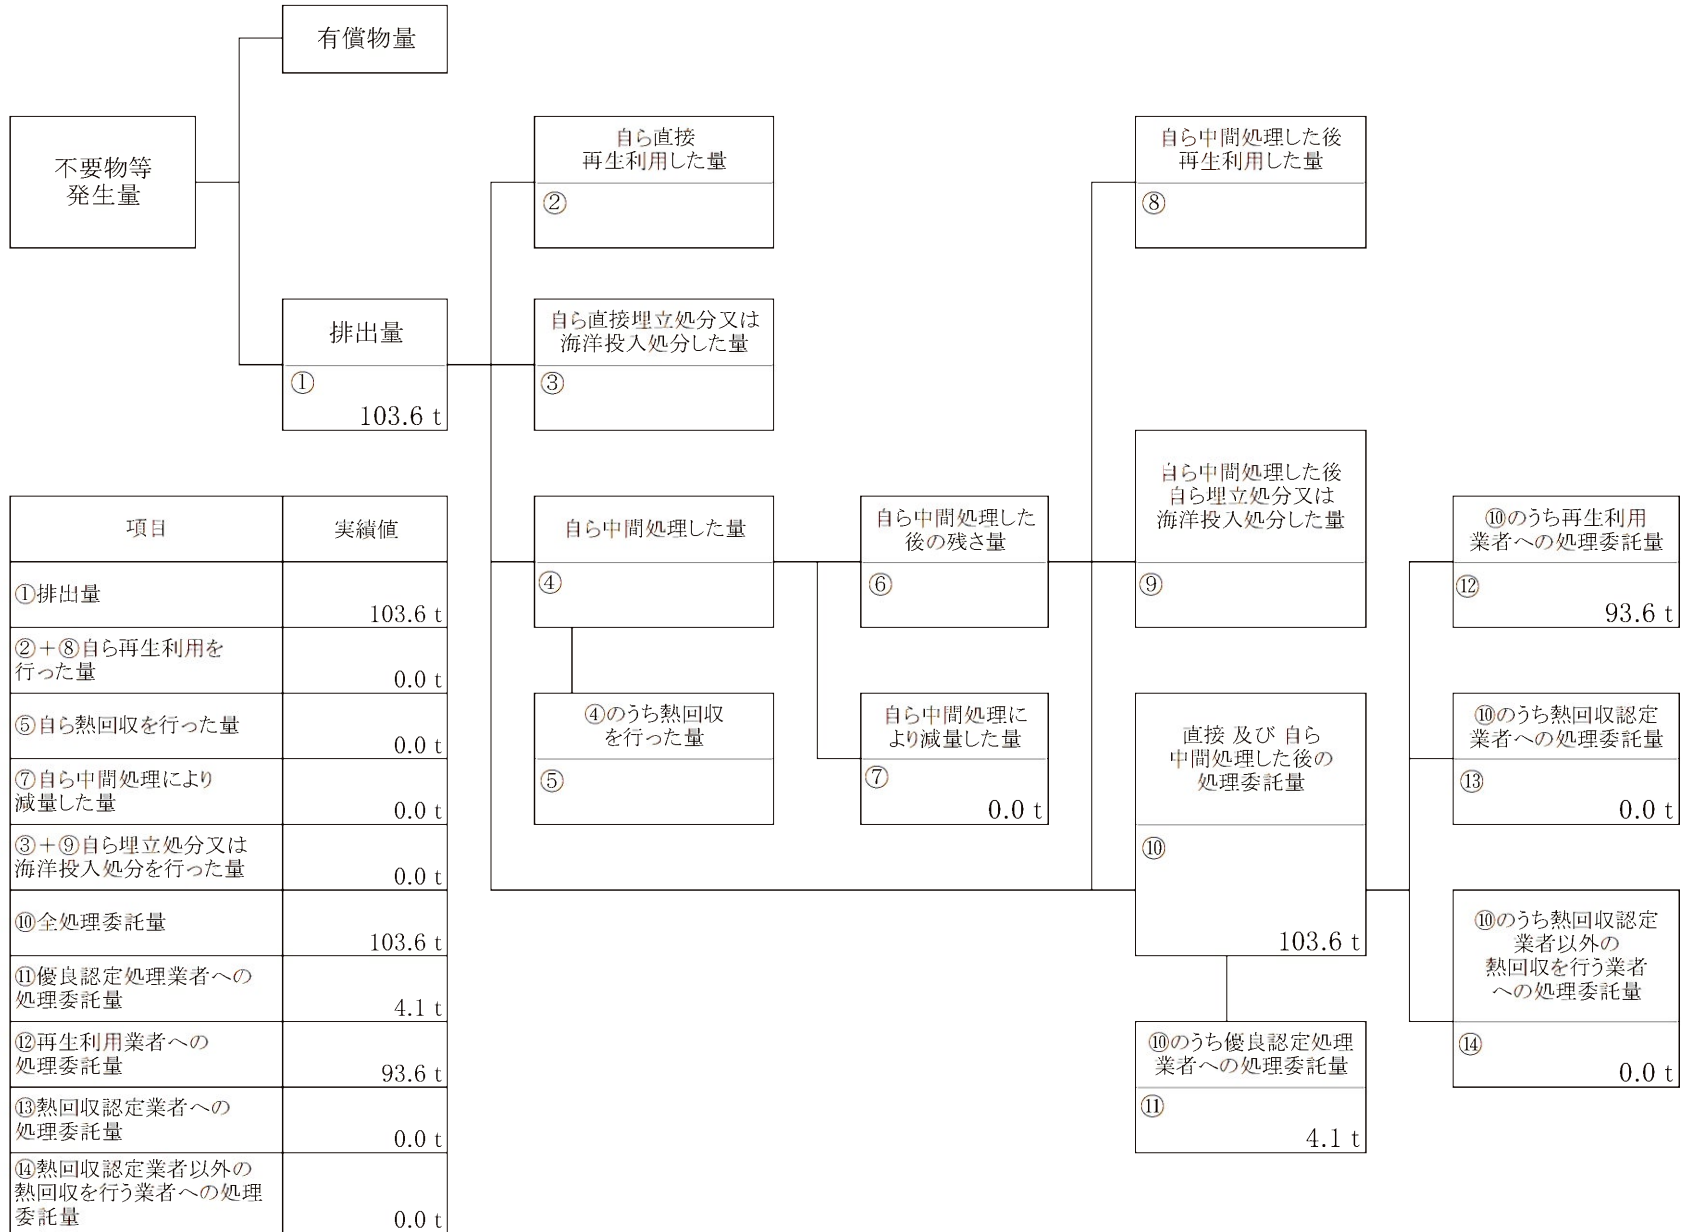 有償物量
不要物等
発生量
排出量
①
103.6 t
自ら直接
再生利用した量
②
自ら直接埋立処分又は
海洋投入処分した量
③
自ら中間処理した量
④
④のうち熱回収
を行った量
⑤
自ら中間処理した
後の残さ量
⑥
自ら中間処理に
より減量した量
⑦
0.0 t
自ら中間処理した後
再生利用した量
⑧
自ら中間処理した後
自ら埋立処分又は
海洋投入処分した量
⑨
直接 及び 自ら
中間処理した後の
処理委託量
⑩
103.6 t
⑩のうち優良認定処理
業者への処理委託量
⑪
4.1 t
⑩のうち再生利用
業者への処理委託量
⑫
93.6 t
⑩のうち熱回収認定
業者への処理委託量
⑬
0.0 t
⑩のうち熱回収認定
業者以外の
熱回収を行う業者
への処理委託量
⑭
0.0 t
項目 実績値
①排出量
103.6 t
②+⑧自ら再生利用を
行った量
0.0 t
⑤自ら熱回収を行った量
0.0 t
⑦自ら中間処理により
減量した量
0.0 t
③+⑨自ら埋立処分又は
海洋投入処分を行った量
0.0 t
⑩全処理委託量
103.6 t
⑪優良認定処理業者への
処理委託量
4.1 t
⑫再生利用業者への
処理委託量
93.6 t
⑬熱回収認定業者への
処理委託量
0.0 t
⑭熱回収認定業者以外の
熱回収を行う業者への処理
委託量
0.0 t